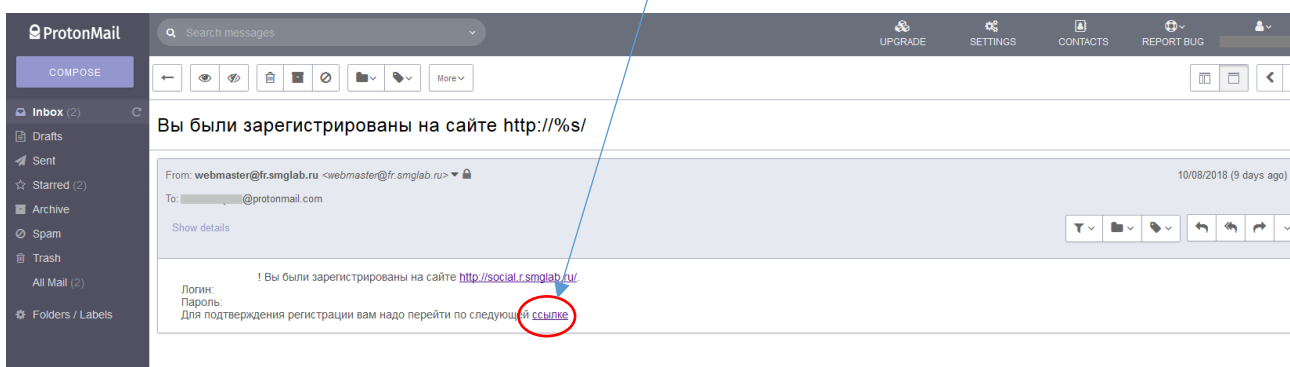 ProtonMail
Search messages
UPGRADE
SETTINGS
CONTACTS
REPORT BUG
COMPOSE
More
Inbox (2)
Drafts
Sent
Starred (2)
Archive
Spam
Trash
All Mail (2)
Folders / Labels
Вы были зарегистрированы на сайте http://%s/
From: webmaster@fr.smglab.ru <webmaster@fr.smglab.ru>
10/08/2018 (9 days ago)
To: @protonmail.com
Show details
! Вы были зарегистрированы на сайте http://social.r.smglab.ru/.
Логин:
Пароль:
Для подтверждения регистрации вам надо перейти по следующей ссылке